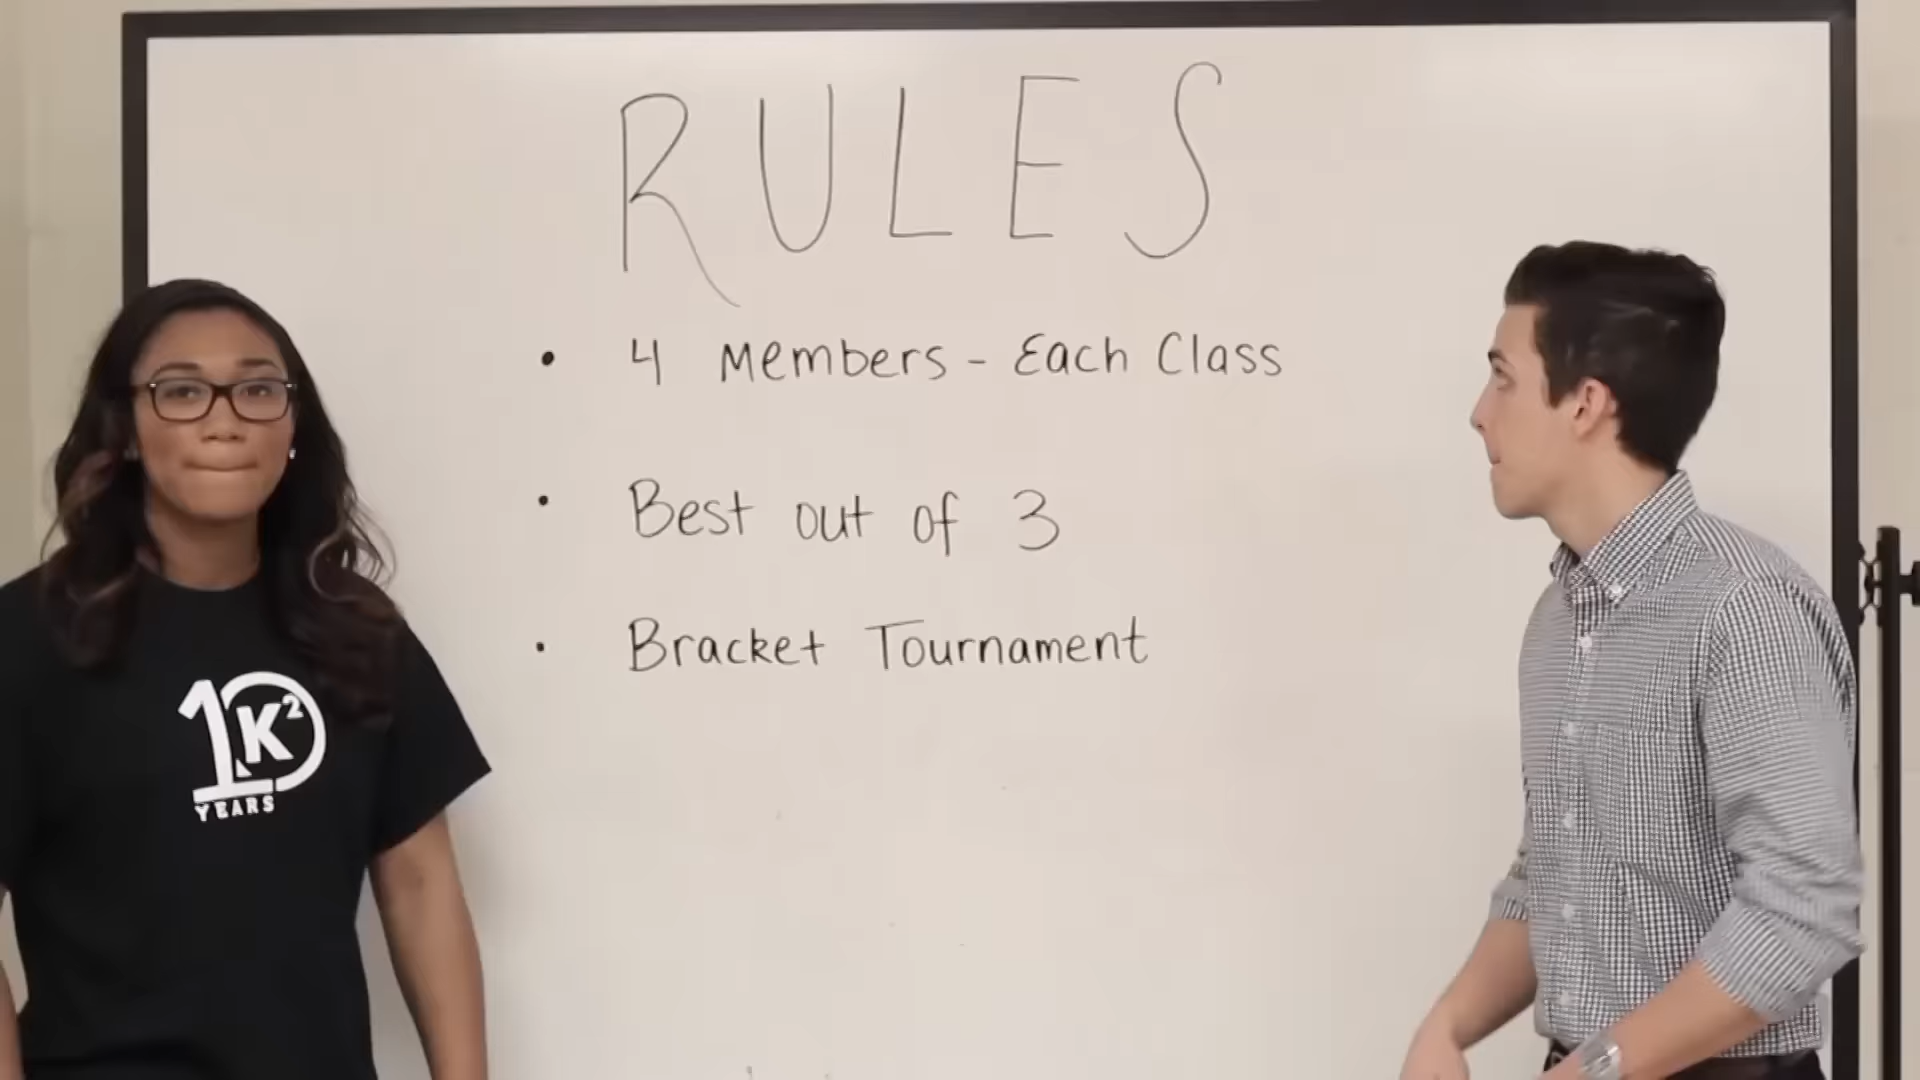 RULES
• 4 Members - Each Class
• Best out of 3
• Bracket Tournament
10 K²
YEARS